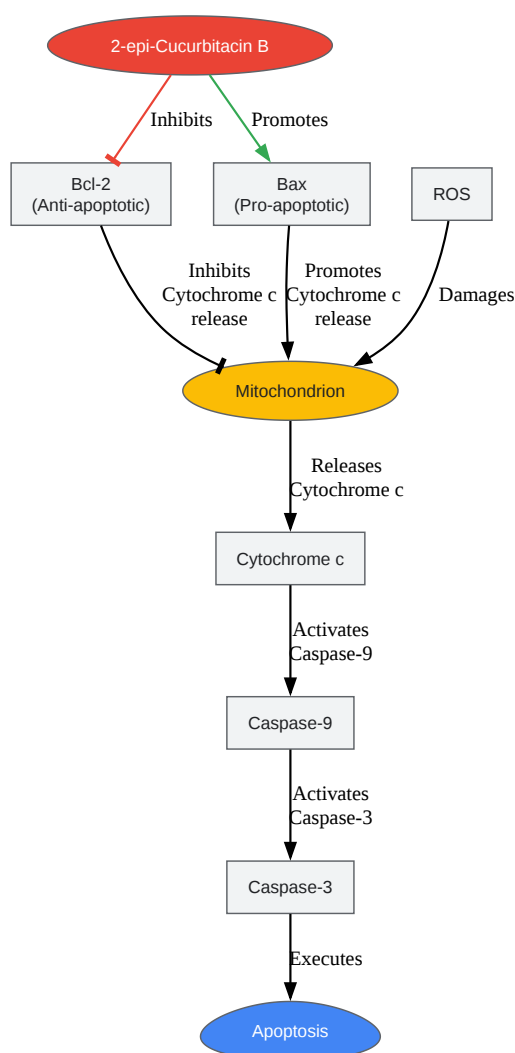 2-epi-Cucurbitacin B
Inhibits
Promotes
Bcl-2
(Anti-apoptotic)
Bax
(Pro-apoptotic)
ROS
Inhibits
Cytochrome c
release
Promotes
Cytochrome c
release
Damages
Mitochondrion
Releases
Cytochrome c
Cytochrome c
Activates
Caspase-9
Caspase-9
Activates
Caspase-3
Caspase-3
Executes
Apoptosis